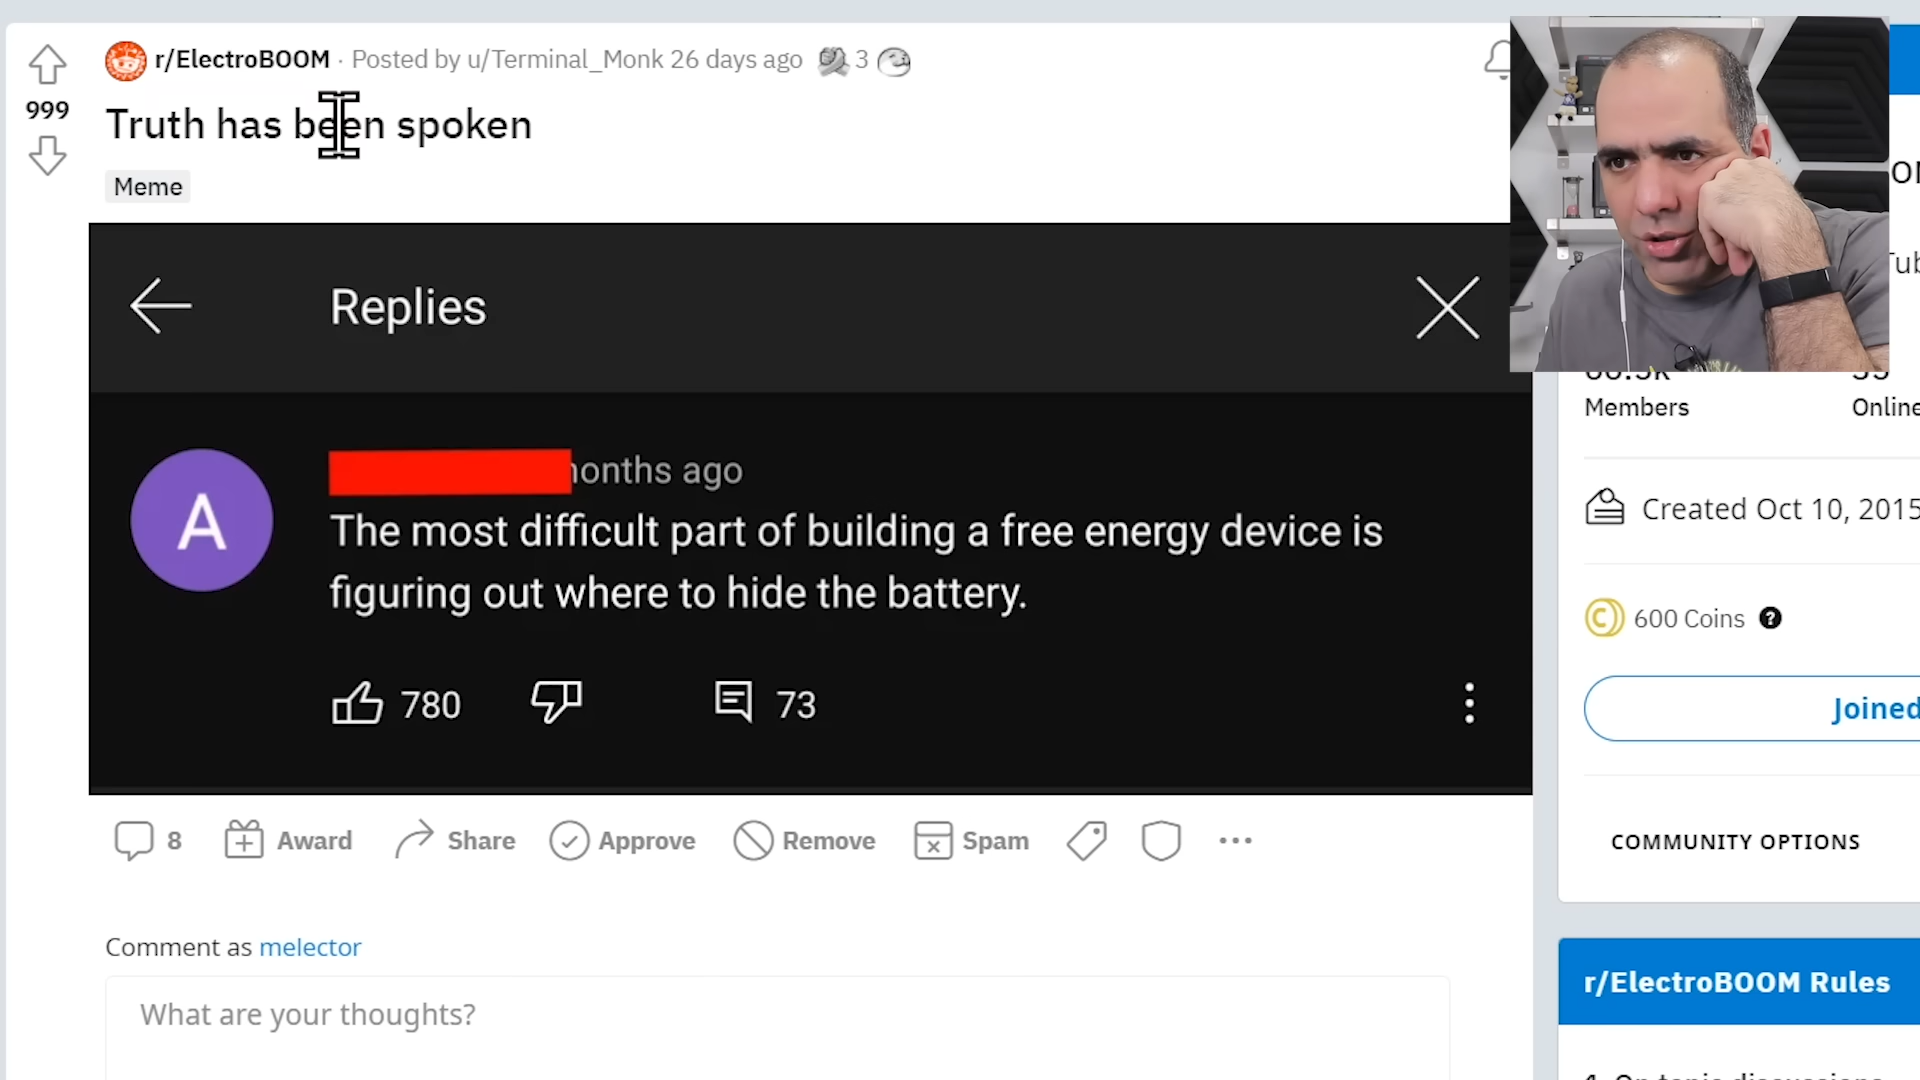 r/ElectroBOOM · Posted by u/Terminal_Monk 26 days ago 3
999
Truth has been spoken
Meme
Replies
A
months ago
The most difficult part of building a free energy device is
figuring out where to hide the battery.
780 73
8 Award Share Approve Remove Spam
Comment as melector
What are your thoughts?
Members Online
Created Oct 10, 2015
600 Coins
Joined
COMMUNITY OPTIONS
r/ElectroBOOM Rules